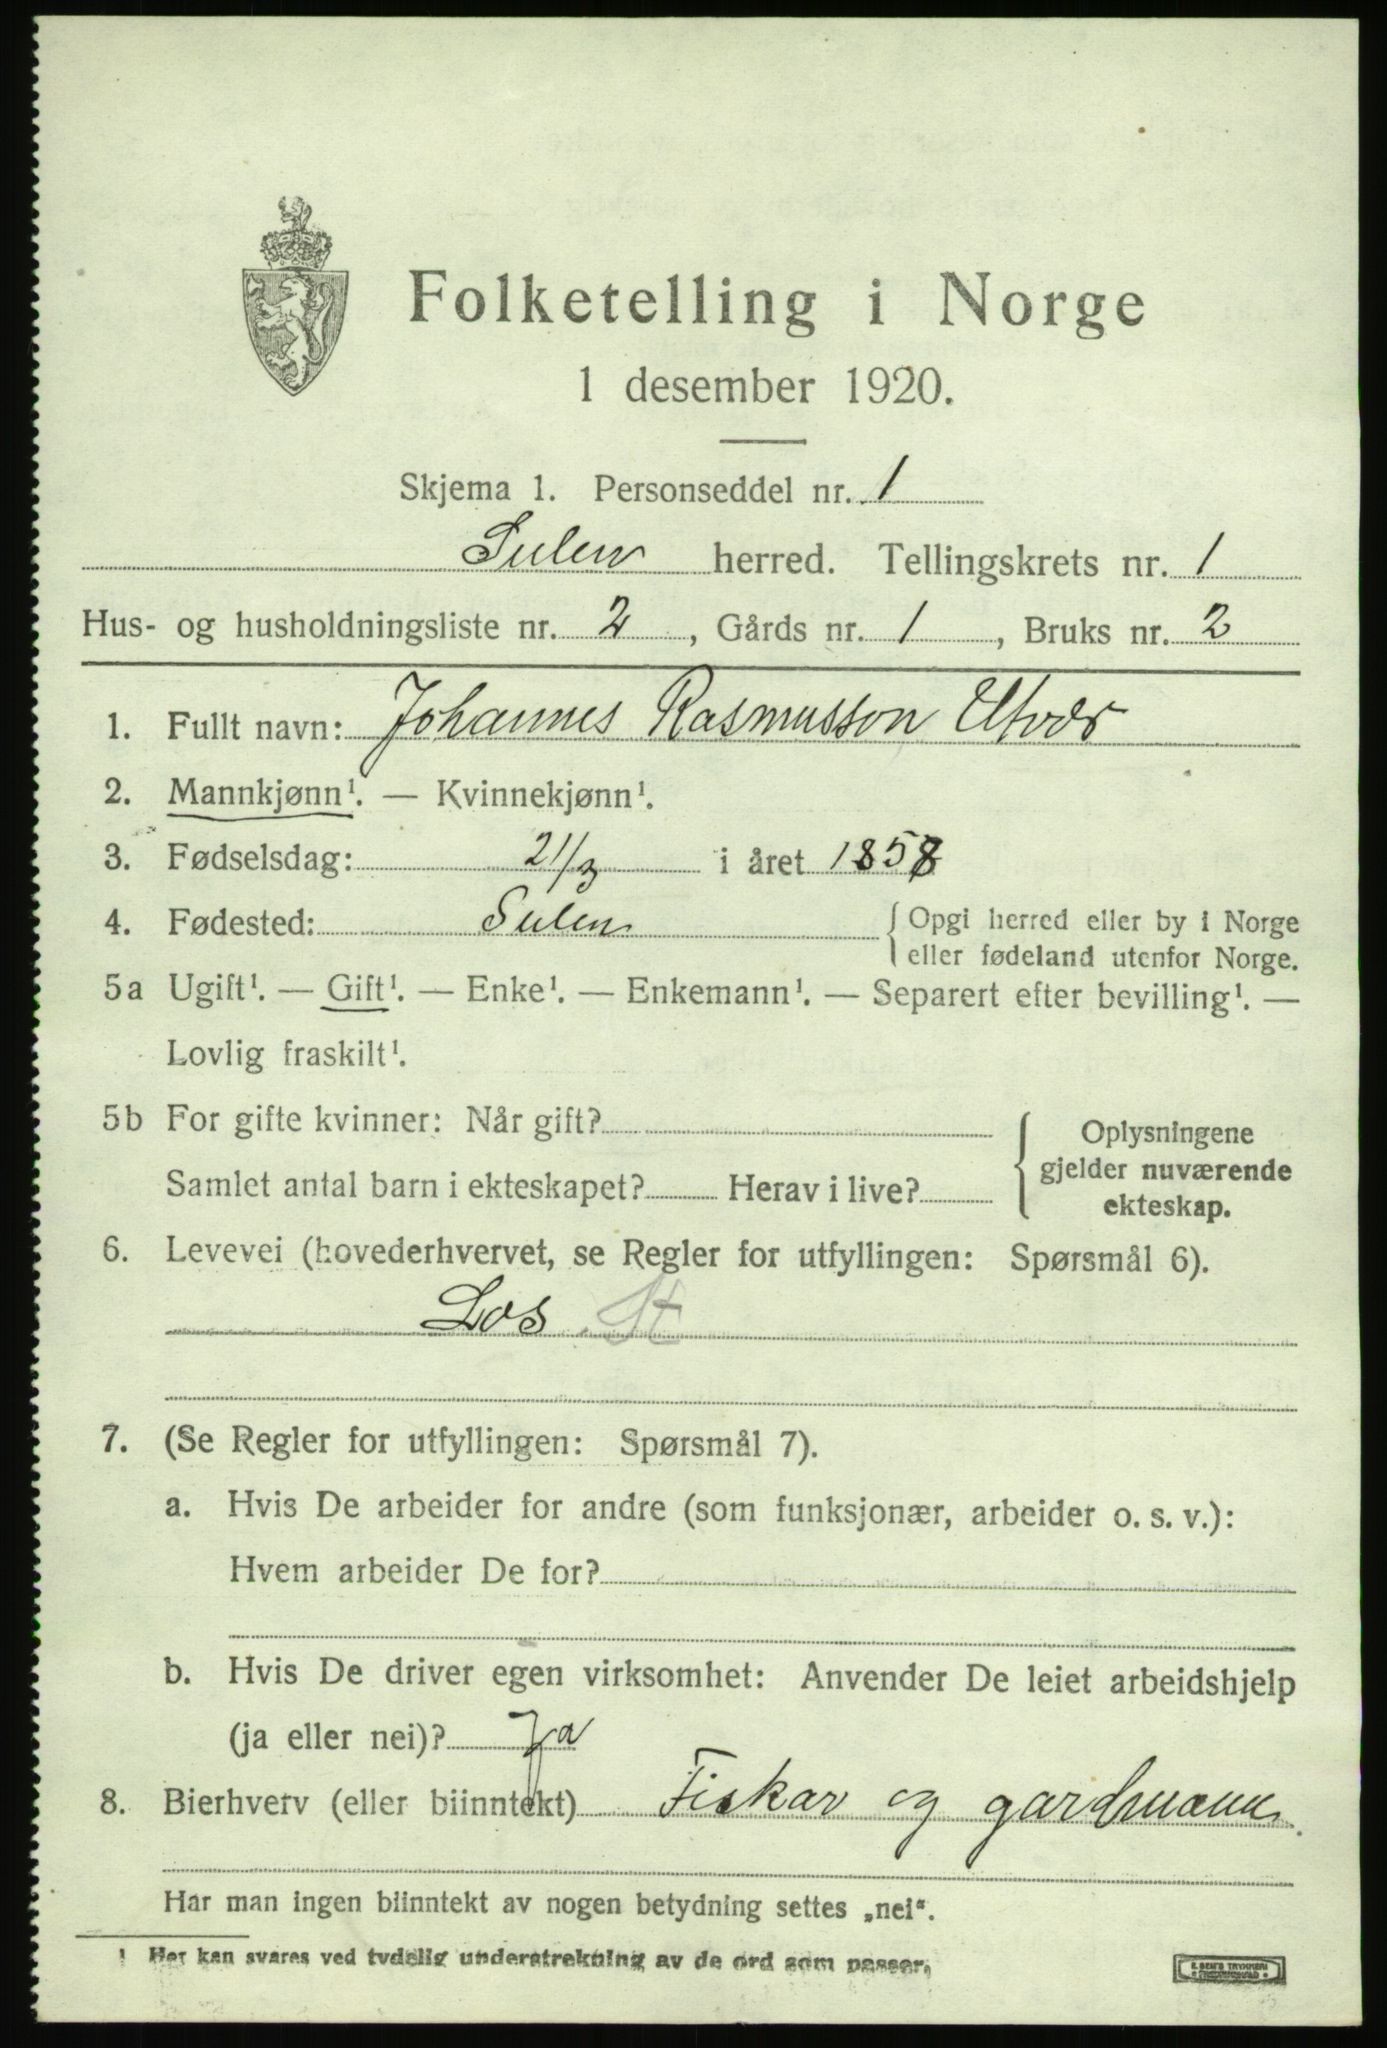 Folketelling i Norge
1 desember 1920.
Skjema 1. Personseddel nr. 1
Sulen herred. Tellingskrets nr. 1
Hus- og husholdningsliste nr. 2, Gårds nr. 1, Bruks nr. 2
1. Fullt navn: Johannes Rasmusson Utvær
2. Mannkjønn¹. — Kvinnekjønn¹.
3. Fødselsdag: 21/3 i året 1858
4. Fødested: Sulen { Opgi herred eller by i Norge
eller fødeland utenfor Norge.
5a Ugift¹. — Gift¹. — Enke¹. — Enkemann¹. — Separert efter bevilling¹. —
Lovlig fraskilt¹.
5b For gifte kvinner: Når gift? { Oplysningene
Samlet antal barn i ekteskapet? Herav i live? gjelder nuværende
ekteskap.
6. Levevei (hovederhvervet, se Regler for utfyllingen: Spørsmål 6).
Los St
7. (Se Regler for utfyllingen: Spørsmål 7).
a. Hvis De arbeider for andre (som funksjonær, arbeider o. s. v.):
Hvem arbeider De for?
b. Hvis De driver egen virksomhet: Anvender De leiet arbeidshjelp
(ja eller nei)? Ja
8. Bierhverv (eller biinntekt) Fiskar og gardmann.
Har man ingen biinntekt av nogen betydning settes „nei“.
1 Her kan svares ved tydelig understrekning av de ord som passer.